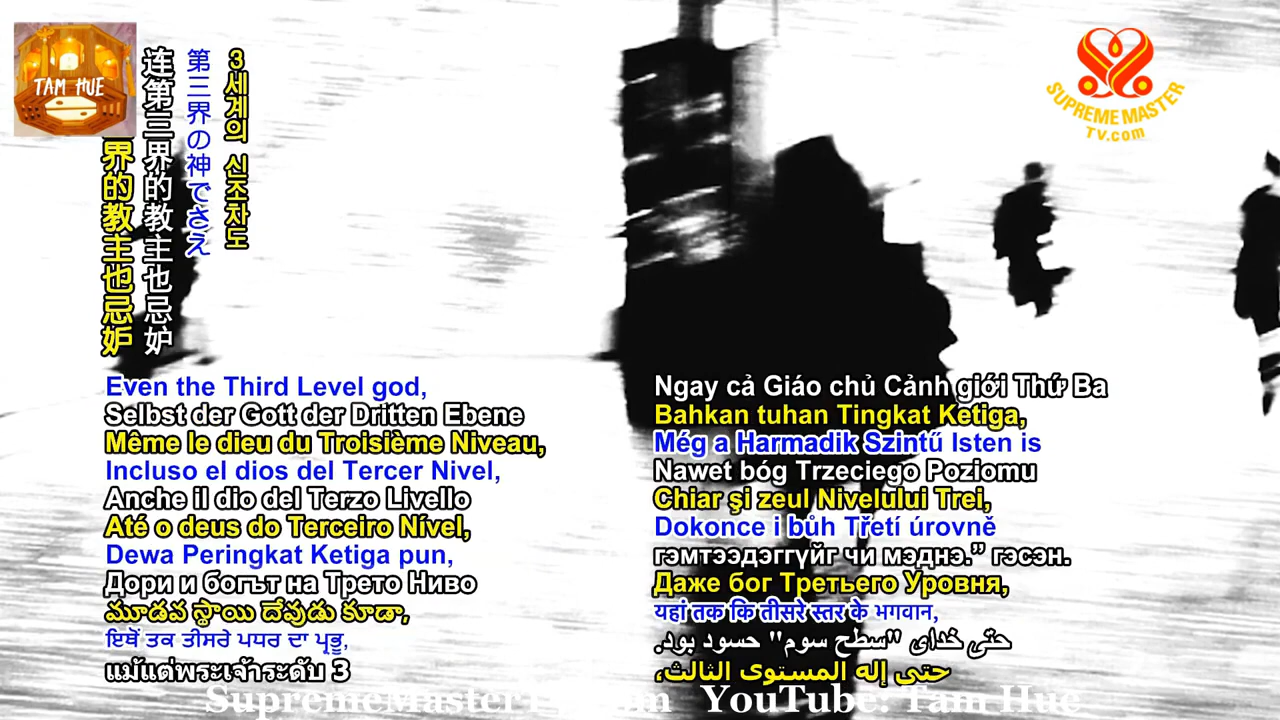 TAM HUE
SUPREME MASTER
TV.com
3세계의 신조차도
第三界の神でさえ
连第三界的教主也忌妒
界的教主也忌妒
Even the Third Level god,
Selbst der Gott der Dritten Ebene
Même le dieu du Troisième Niveau,
Incluso el dios del Tercer Nivel,
Anche il dio del Terzo Livello
Até o deus do Terceiro Nível,
Dewa Peringkat Ketiga pun,
Дори и богът на Трето Ниво
మూడవ స్థాయి దేవుడు కూడా,
ਇਥੋਂ ਤਕ ਤੀਸਰੇ ਪਧਰ ਦਾ ਪ੍ਰਭੂ,
แม้แต่พระเจ้าระดับ 3
Ngay cả Giáo chủ Cảnh giới Thứ Ba
Bahkan tuhan Tingkat Ketiga,
Még a Harmadik Szintű Isten is
Nawet bóg Trzeciego Poziomu
Chiar şi zeul Nivelului Trei,
Dokonce i bůh Třetí úrovně
гэмтээдэггүйг чи мэднэ.” гэсэн.
Даже бог Третьего Уровня,
यहां तक कि तीसरे स्तर के भगवान,
حتی خدای "سطح سوم" حسود بود.
حتى إله المستوى الثالث،
YouTube: Tam Hue